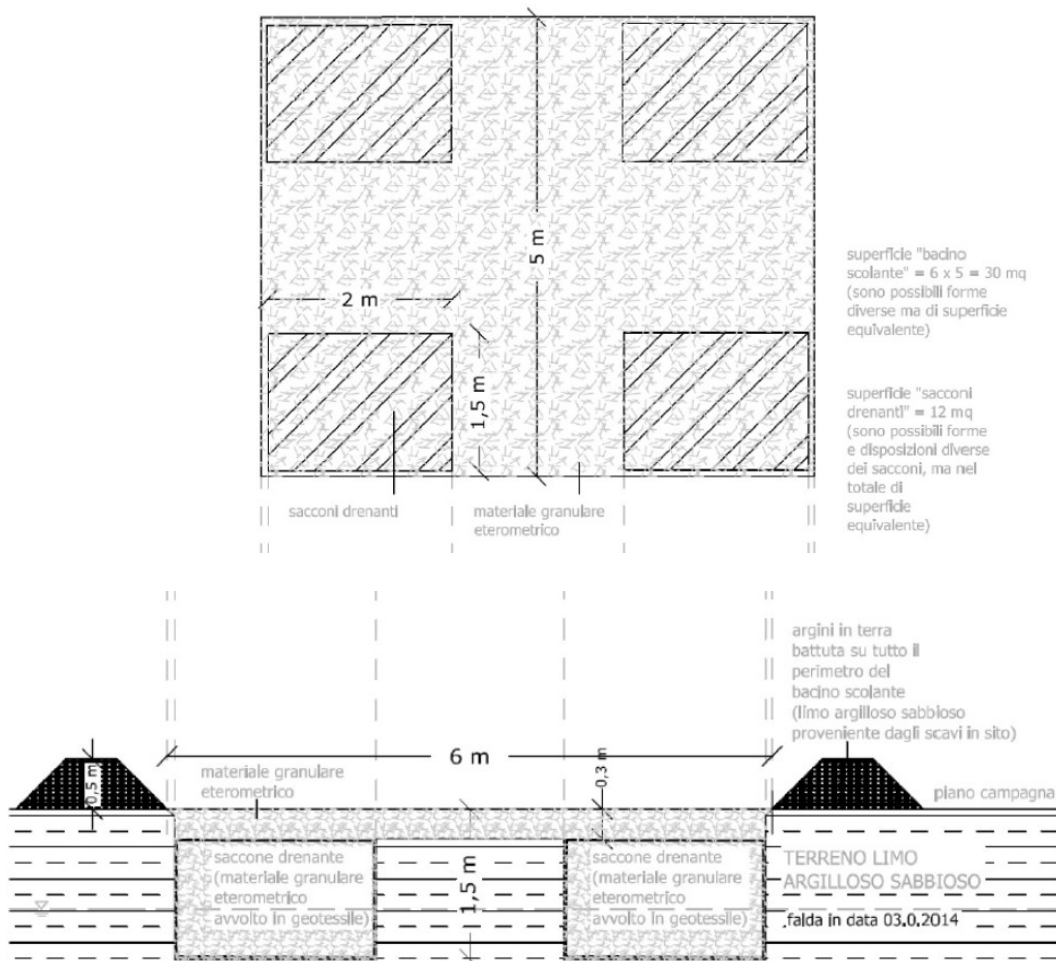 5 m
superficie "bacino
scolante" = 6 x 5 = 30 mq
(sono possibili forme
diverse ma di superficie
equivalente)
2 m
1,5 m
superficie "sacconi
drenanti" = 12 mq
(sono possibili forme
e disposizioni diverse
dei sacconi, ma nel
totale di
superficie
equivalente)
sacconi drenanti
materiale granulare
eterometrico
argini in terra
battuta su tutto il
perimetro del
bacino scolante
(limo argilloso sabbioso
proveniente dagli scavi in sito)
6 m
0,5 m
materiale granulare
eterometrico
0,3 m
piano campagna
saccone drenante
(materiale granulare
eterometrico
avvolto in geotessile)
1,5 m
saccone drenante
(materiale granulare
eterometrico
avvolto in geotessile)
TERRENO LIMO
ARGILLOSO SABBIOSO
falda in data 03.0.2014